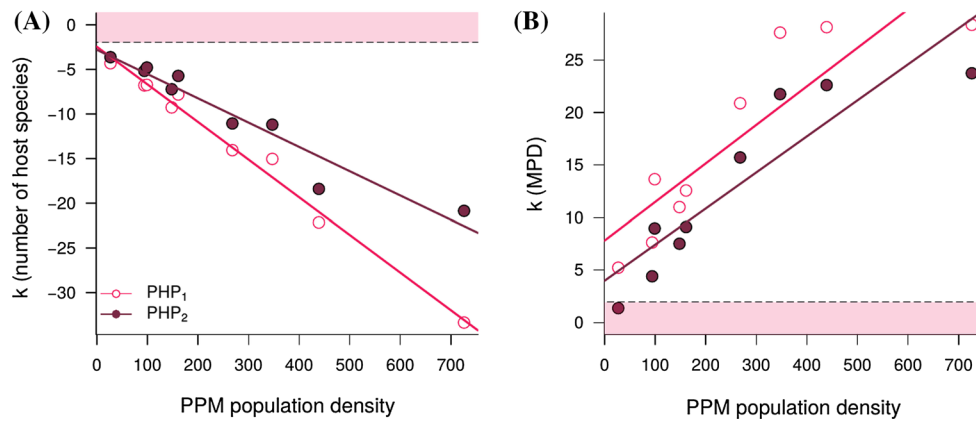 (A)
k (number of host species)
0
−5
−10
−15
−20
−25
−30
PHP1
PHP2
0 100 200 300 400 500 600 700
PPM population density
(B)
k (MPD)
25
20
15
10
5
0
0 100 200 300 400 500 600 700
PPM population density